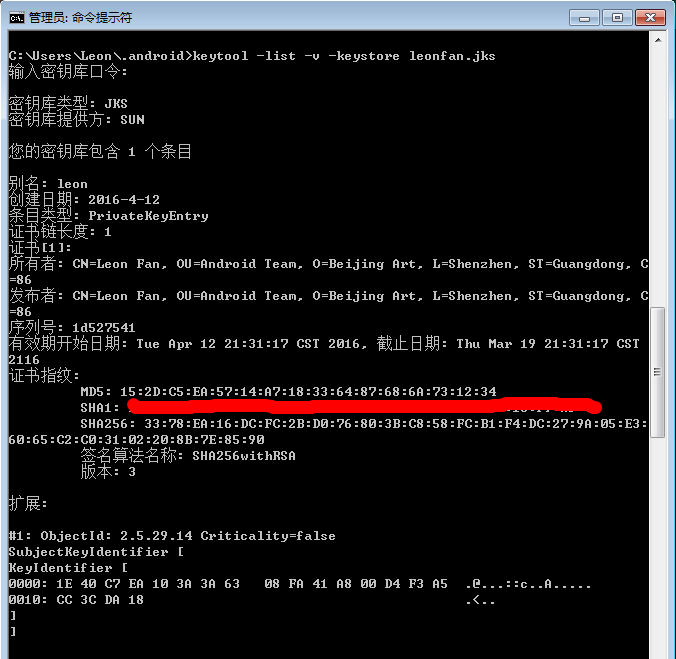 管理员: 命令提示符
C:\Users\Leon\.android>keytool -list -v -keystore leonfan.jks
输入密钥库口令:
密钥库类型: JKS
密钥库提供方: SUN
您的密钥库包含 1 个条目
别名: leon
创建日期: 2016-4-12
条目类型: PrivateKeyEntry
证书链长度: 1
证书[1]:
所有者: CN=Leon Fan, OU=Android Team, O=Beijing Art, L=Shenzhen, ST=Guangdong, C
=86
发布者: CN=Leon Fan, OU=Android Team, O=Beijing Art, L=Shenzhen, ST=Guangdong, C
=86
序列号: 1d527541
有效期开始日期: Tue Apr 12 21:31:17 CST 2016, 截止日期: Thu Mar 19 21:31:17 CST
2116
证书指纹:
MD5: 15:2D:C5:EA:57:14:A7:18:33:64:87:68:6A:73:12:34
SHA1:
SHA256: 33:78:EA:16:DC:FC:2B:D0:76:80:3B:C8:58:FC:B1:F4:DC:27:9A:05:E3:
60:65:C2:C0:31:02:20:8B:7E:85:90
签名算法名称: SHA256withRSA
版本: 3
扩展:
#1: ObjectId: 2.5.29.14 Criticality=false
SubjectKeyIdentifier [
KeyIdentifier [
0000: 1E 40 C7 EA 10 3A 3A 63 08 FA 41 A8 00 D4 F3 A5 .@...::c..A.....
0010: CC 3C DA 18 .<..
]
]